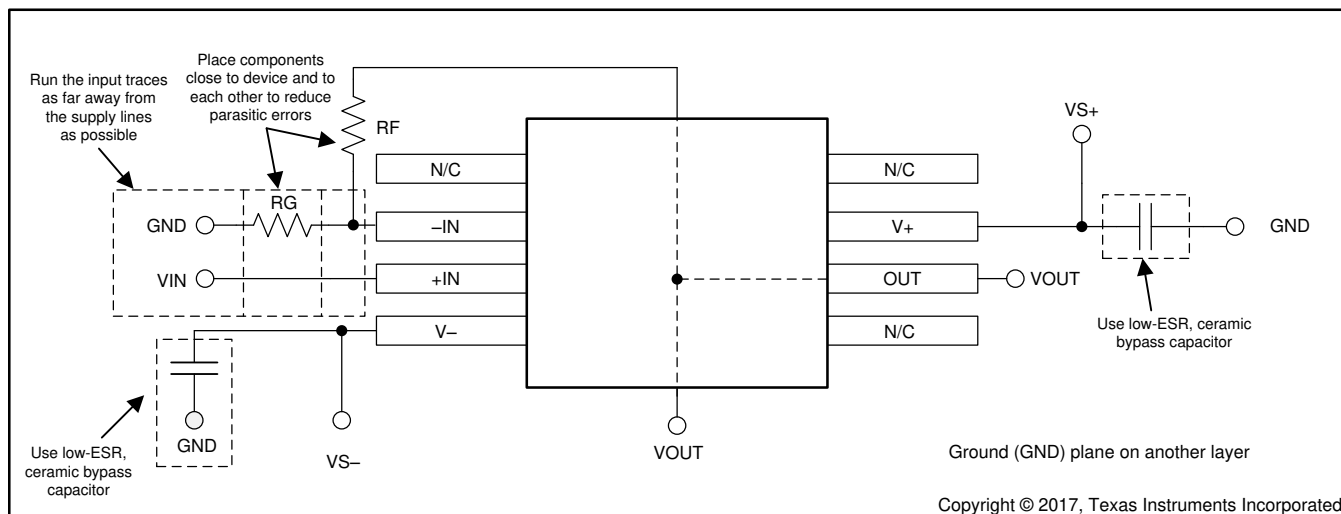 Place components
close to device and to
each other to reduce
parasitic errors
Run the input traces
as far away from
the supply lines
as possible
RF
VS+
N/C
N/C
RG
GND
–IN
V+
GND
VIN
+IN
OUT
VOUT
V–
N/C
Use low-ESR, ceramic
bypass capacitor
GND
Use low-ESR,
ceramic bypass
capacitor
VS–
VOUT
Ground (GND) plane on another layer
Copyright © 2017, Texas Instruments Incorporated